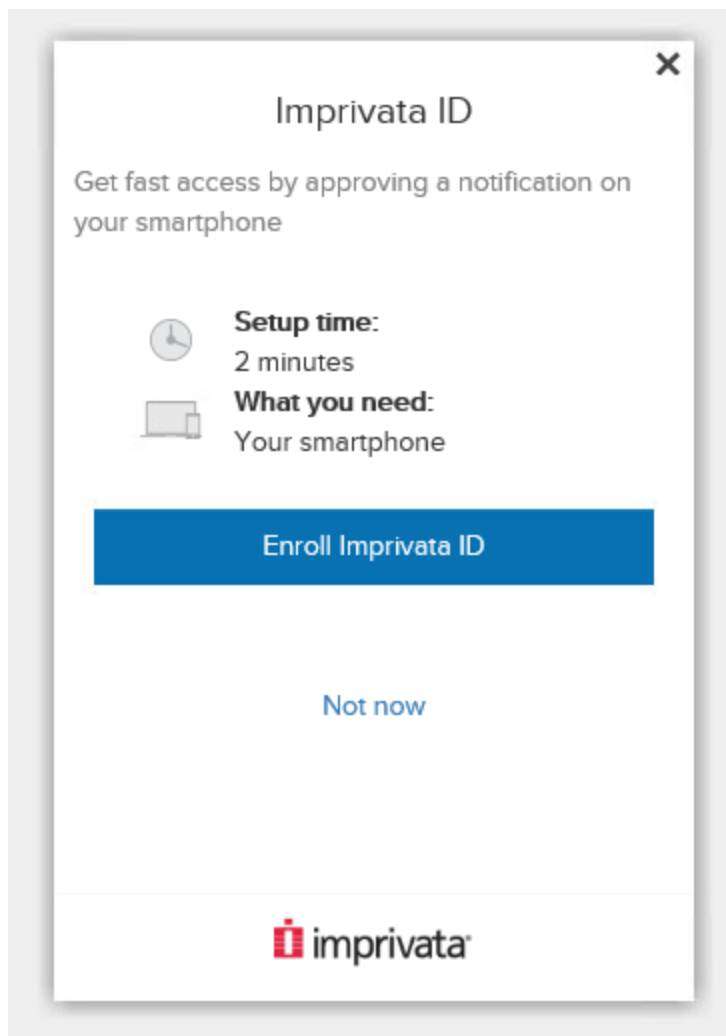 Imprivata ID
Get fast access by approving a notification on
your smartphone
Setup time:
2 minutes
What you need:
Your smartphone
Enroll Imprivata ID
Not now
imprivata